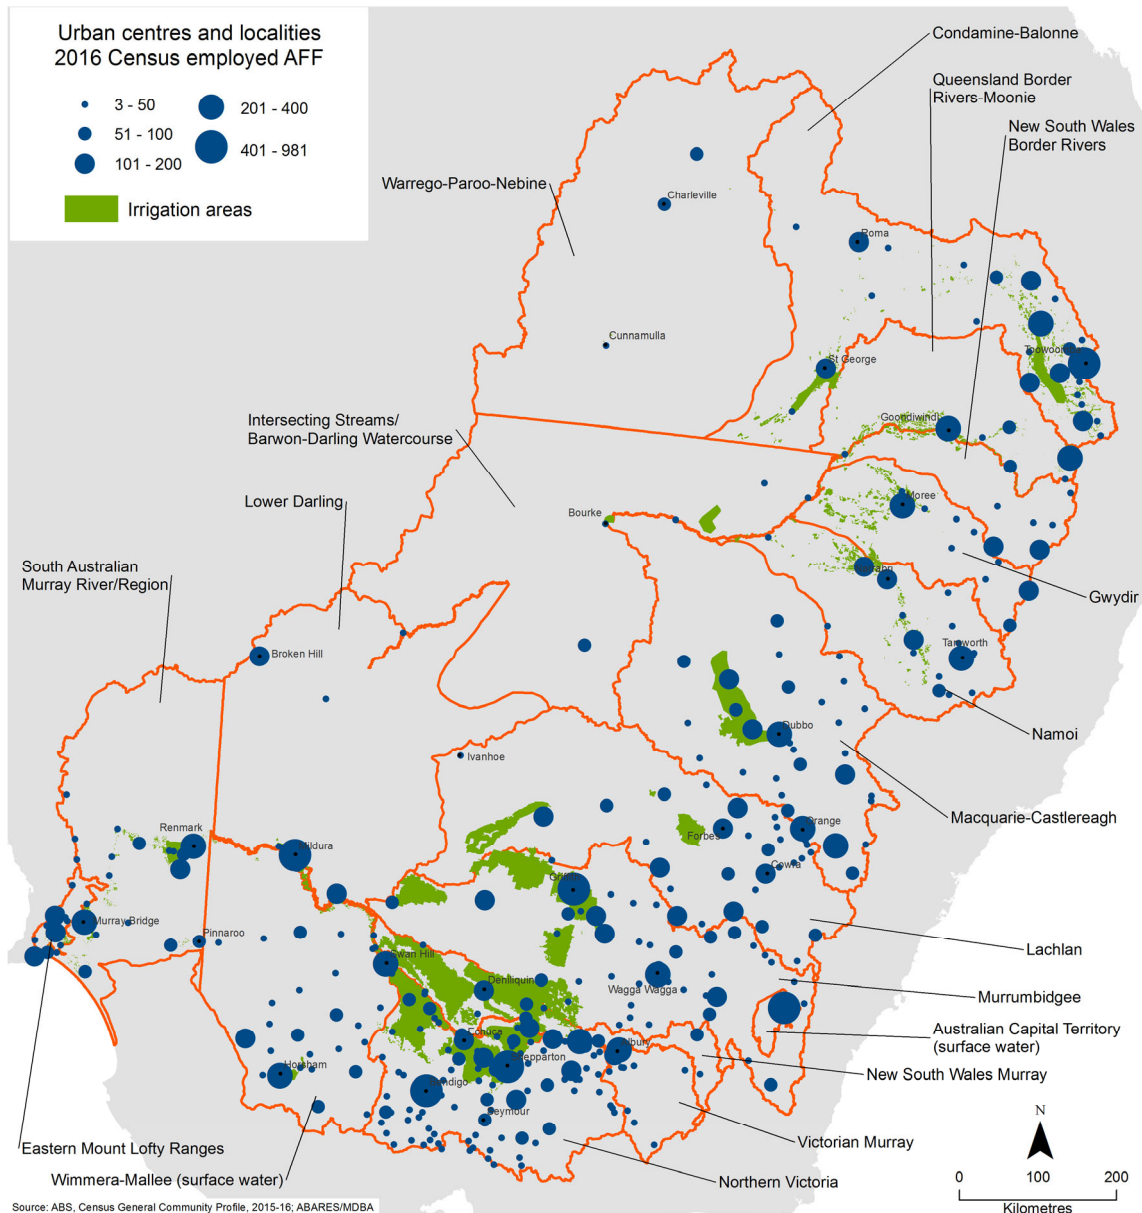 Urban centres and localities
2016 Census employed AFF
3 - 50
51 - 100
101 - 200
201 - 400
401 - 981
Irrigation areas
Condamine-Balonne
Queensland Border
Rivers-Moonie
New South Wales
Border Rivers
Warrego-Paroo-Nebine
Charleville
Roma
Cunnamulla
St George
Toowoomba
Goondiwindi
Intersecting Streams/
Barwon-Darling Watercourse
Lower Darling
Bourke
Moree
South Australian
Murray River/Region
Narrabri
Gwydir
Broken Hill
Tamworth
Namoi
Dubbo
Ivanhoe
Macquarie-Castlereagh
Renmark
Mildura
Forbes
Orange
Cowra
Griffith
Murray Bridge
Pinnaroo
Lachlan
Swan Hill
Deniliquin
Wagga Wagga
Murrumbidgee
Australian Capital Territory
(surface water)
Echuca
Albury
Shepparton
New South Wales Murray
Horsham
Bendigo
Seymour
Victorian Murray
Eastern Mount Lofty Ranges
Wimmera-Mallee (surface water)
Northern Victoria
N
0 100 200
Kilometres
Source: ABS, Census General Community Profile, 2015-16; ABARES/MDBA